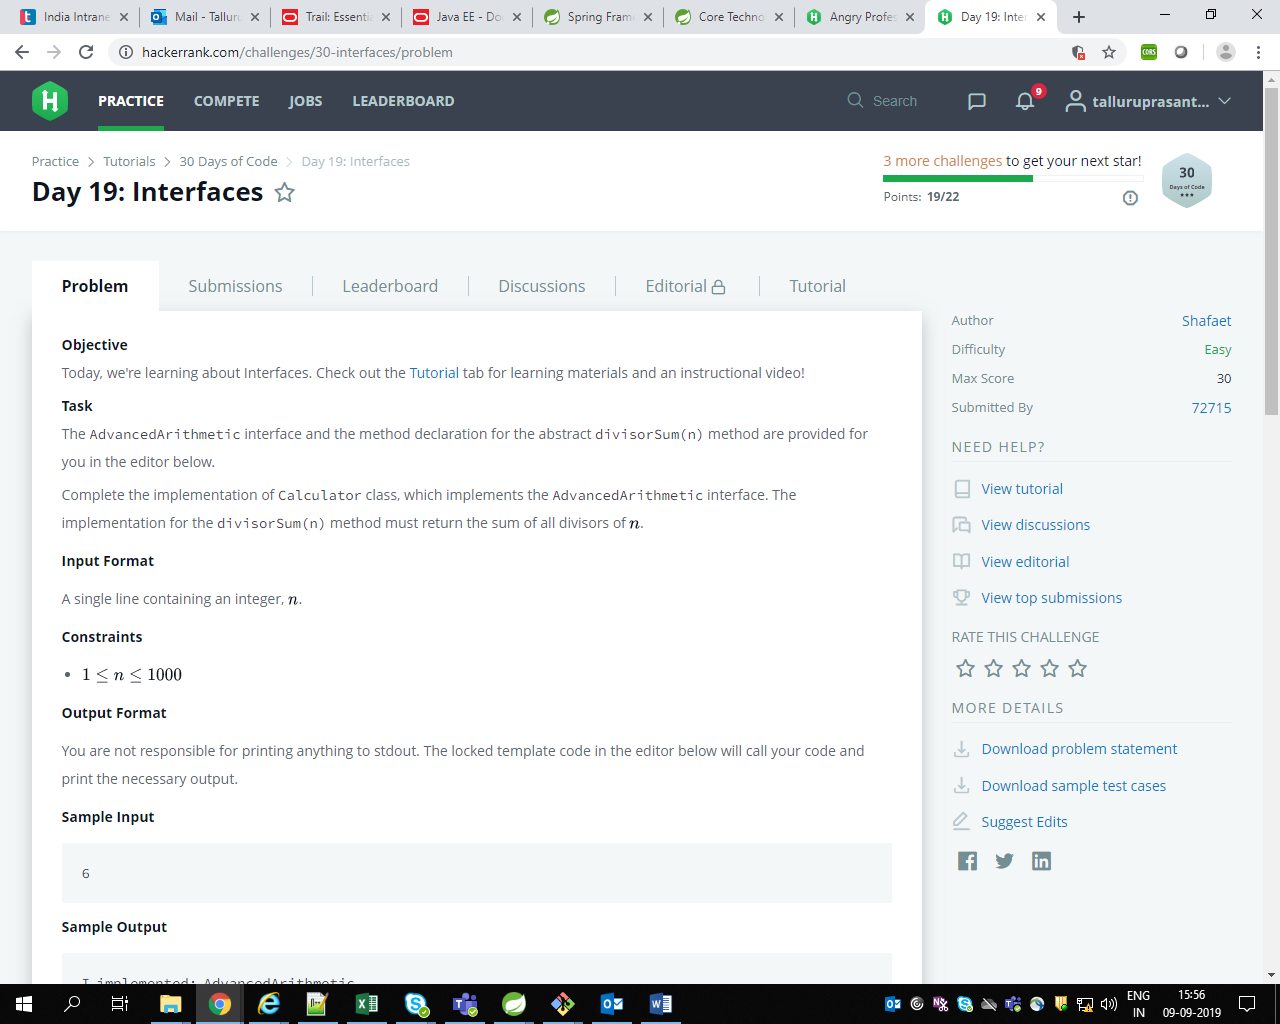 India Intrane
Mail - Tallur
Trail: Essentia
Java EE - Do
Spring Fram
Core Techno
Angry Profes
Day 19: Inter
hackerrank.com/challenges/30-interfaces/problem
CORS
PRACTICE
COMPETE
JOBS
LEADERBOARD
Search
9
talluruprasant...
Practice > Tutorials > 30 Days of Code > Day 19: Interfaces
Day 19: Interfaces
3 more challenges to get your next star!
Points: 19/22
30
Days of Code
Problem
Submissions
Leaderboard
Discussions
Editorial
Tutorial
Objective
Today, we're learning about Interfaces. Check out the Tutorial tab for learning materials and an instructional video!
Task
The AdvancedArithmetic interface and the method declaration for the abstract divisorSum(n) method are provided for
you in the editor below.
Complete the implementation of Calculator class, which implements the AdvancedArithmetic interface. The
implementation for the divisorSum(n) method must return the sum of all divisors of n.
Input Format
A single line containing an integer, n.
Constraints
• 1 ≤ n ≤ 1000
Output Format
You are not responsible for printing anything to stdout. The locked template code in the editor below will call your code and
print the necessary output.
Sample Input
6
Sample Output
I implemented: AdvancedArithmetic
Author Shafaet
Difficulty Easy
Max Score 30
Submitted By 72715
NEED HELP?
View tutorial
View discussions
View editorial
View top submissions
RATE THIS CHALLENGE
MORE DETAILS
Download problem statement
Download sample test cases
Suggest Edits
ENG
IN
15:56
09-09-2019